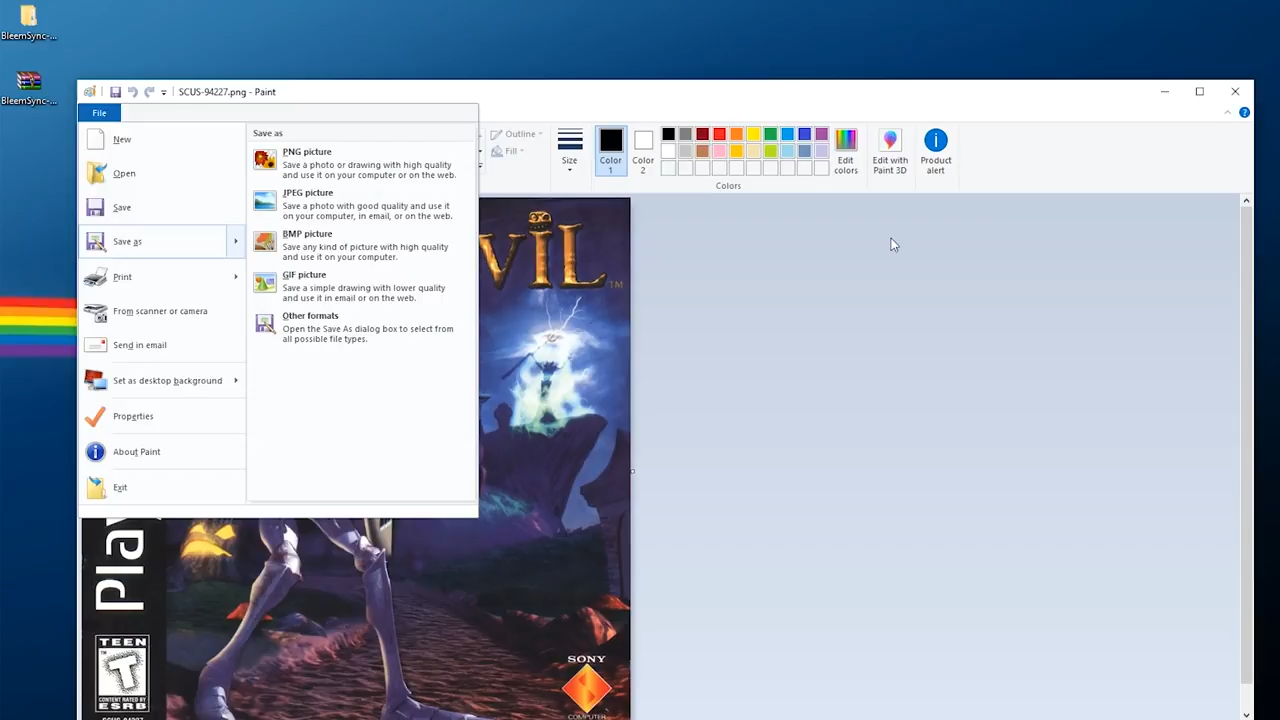 BleemSync-...
BleemSync-...
SCUS-94227.png - Paint
File
New
Open
Save
Save as
Print
From scanner or camera
Send in email
Set as desktop background
Properties
About Paint
Exit
Save as
PNG picture
Save a photo or drawing with high quality
and use it on your computer or on the web.
JPEG picture
Save a photo with good quality and use it
on your computer, in email, or on the web.
BMP picture
Save any kind of picture with high quality
and use it on your computer.
GIF picture
Save a simple drawing with lower quality
and use it in email or on the web.
Other formats
Open the Save As dialog box to select from
all possible file types.
Outline
Fill
Size
Color
1
Color
2
Edit
colors
Edit with
Paint 3D
Product
alert
Colors
VIL TM
Play
TEEN
T
CONTENT RATED BY
ESRB
SCUS-94227
SONY
COMPUTER